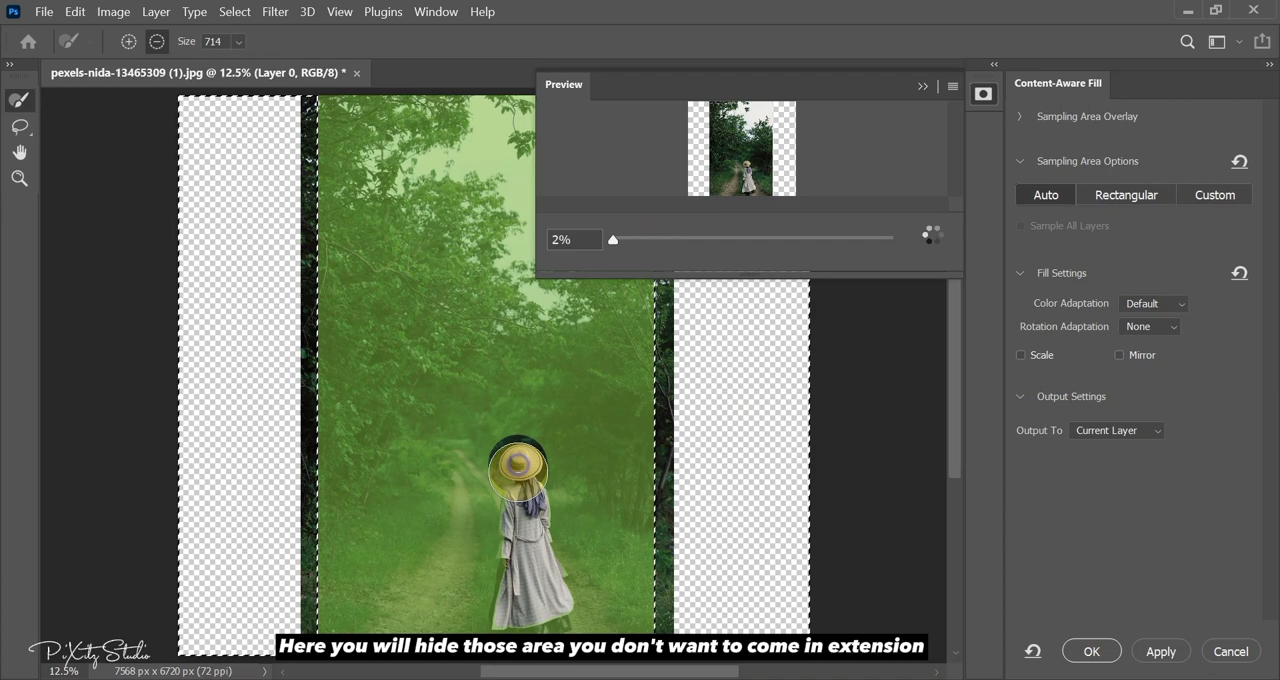 Ps File Edit Image Layer Type Select Filter 3D View Plugins Window Help
Size 714
pexels-nida-13465309 (1).jpg @ 12.5% (Layer 0, RGB/8) *
Preview
2%
Content-Aware Fill
Sampling Area Overlay
Sampling Area Options
Auto Rectangular Custom
Sample All Layers
Fill Settings
Color Adaptation Default
Rotation Adaptation None
Scale Mirror
Output Settings
Output To Current Layer
Here you will hide those area you don't want to come in extension
PiXitz Studio
OK Apply Cancel
12.5% 7568 px x 6720 px (72 ppi)